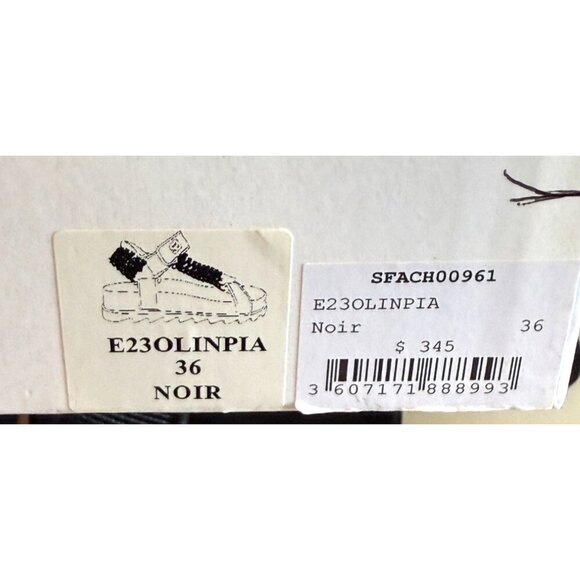 E23OLINPIA
36
NOIR
SFACH00961
E23OLINPIA
Noir 36
$ 345
3 607171 888993